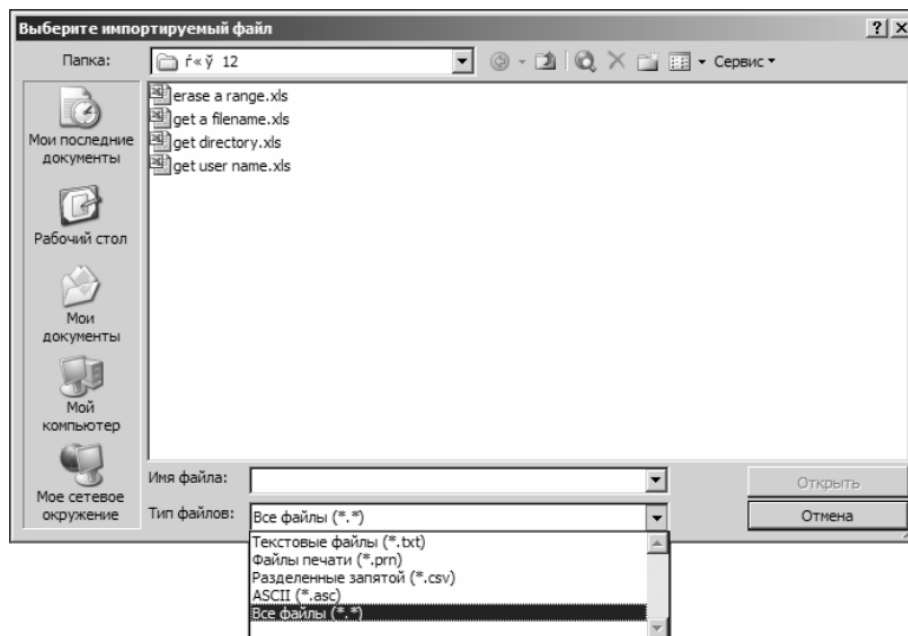 Выберите импортируемый файл
Папка:
ѓ«ў 12
Сервис
erase a range.xls
get a filename.xls
get directory.xls
get user name.xls
Мои последние
документы
Рабочий стол
Мои
документы
Мой
компьютер
Мое сетевое
окружение
Имя файла:
Открыть
Тип файлов:
Все файлы (*.*)
Отмена
Текстовые файлы (*.txt)
Файлы печати (*.prn)
Разделенные запятой (*.csv)
ASCII (*.asc)
Все файлы (*.*)